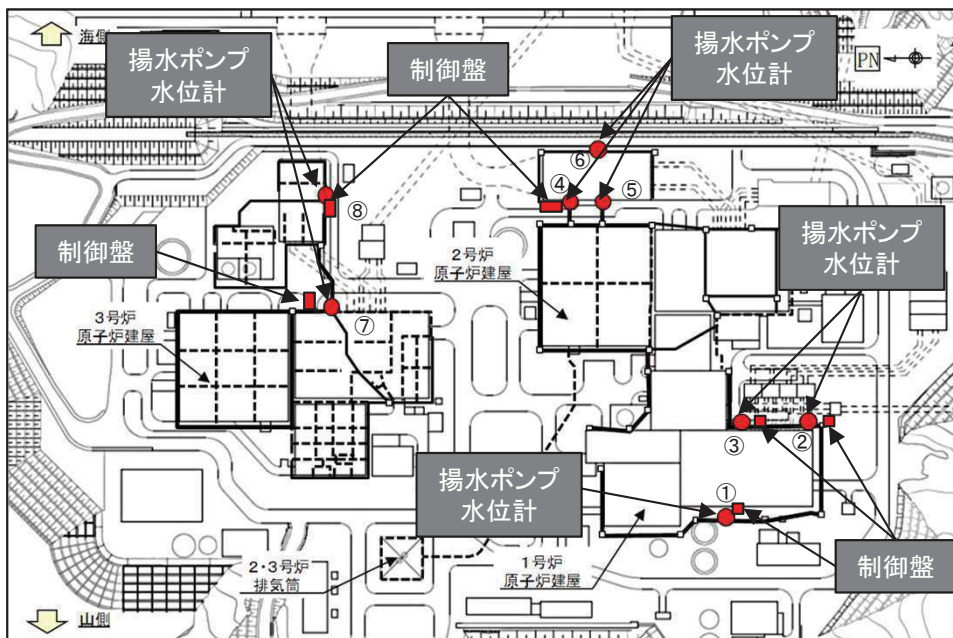 海側
揚水ポンプ
水位計
制御盤
揚水ポンプ
水位計
PN
⑥
④
⑤
⑧
制御盤
2号炉
原子炉建屋
揚水ポンプ
水位計
3号炉
原子炉建屋
⑦
③
②
揚水ポンプ
水位計
①
2・3号炉
排気筒
1号炉
原子炉建屋
制御盤
山側